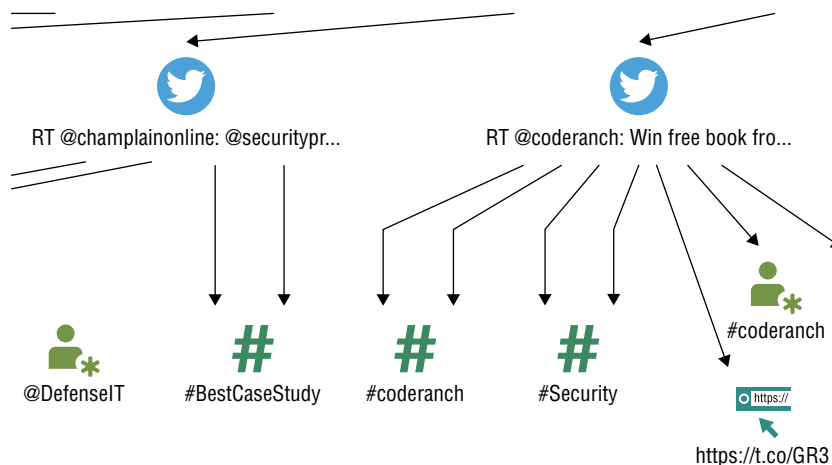 RT @champlainonline: @securitypr...
RT @coderanch: Win free book fro...
#coderanch
@DefenseIT
#BestCaseStudy
#coderanch
#Security
https://
https://t.co/GR3